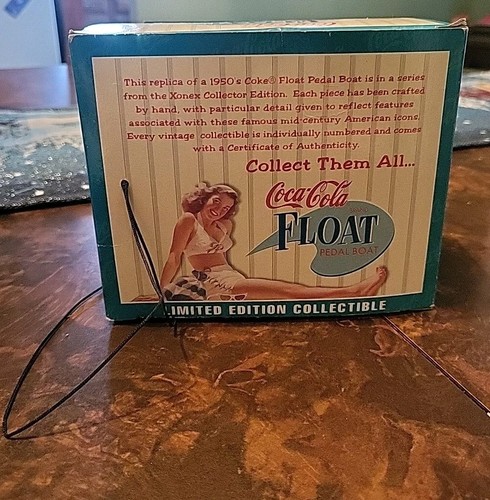 This replica of a 1950's Coke® Float Pedal Boat is in a series
from the Xonex Collector Edition. Each piece has been crafted
by hand, with particular detail given to reflect features
associated with these famous mid-century American icons.
Every vintage collectible is individually numbered and comes
with a Certificate of Authenticity.
Collect Them All...
Coca-Cola
FLOAT
PEDAL BOAT
LIMITED EDITION COLLECTIBLE